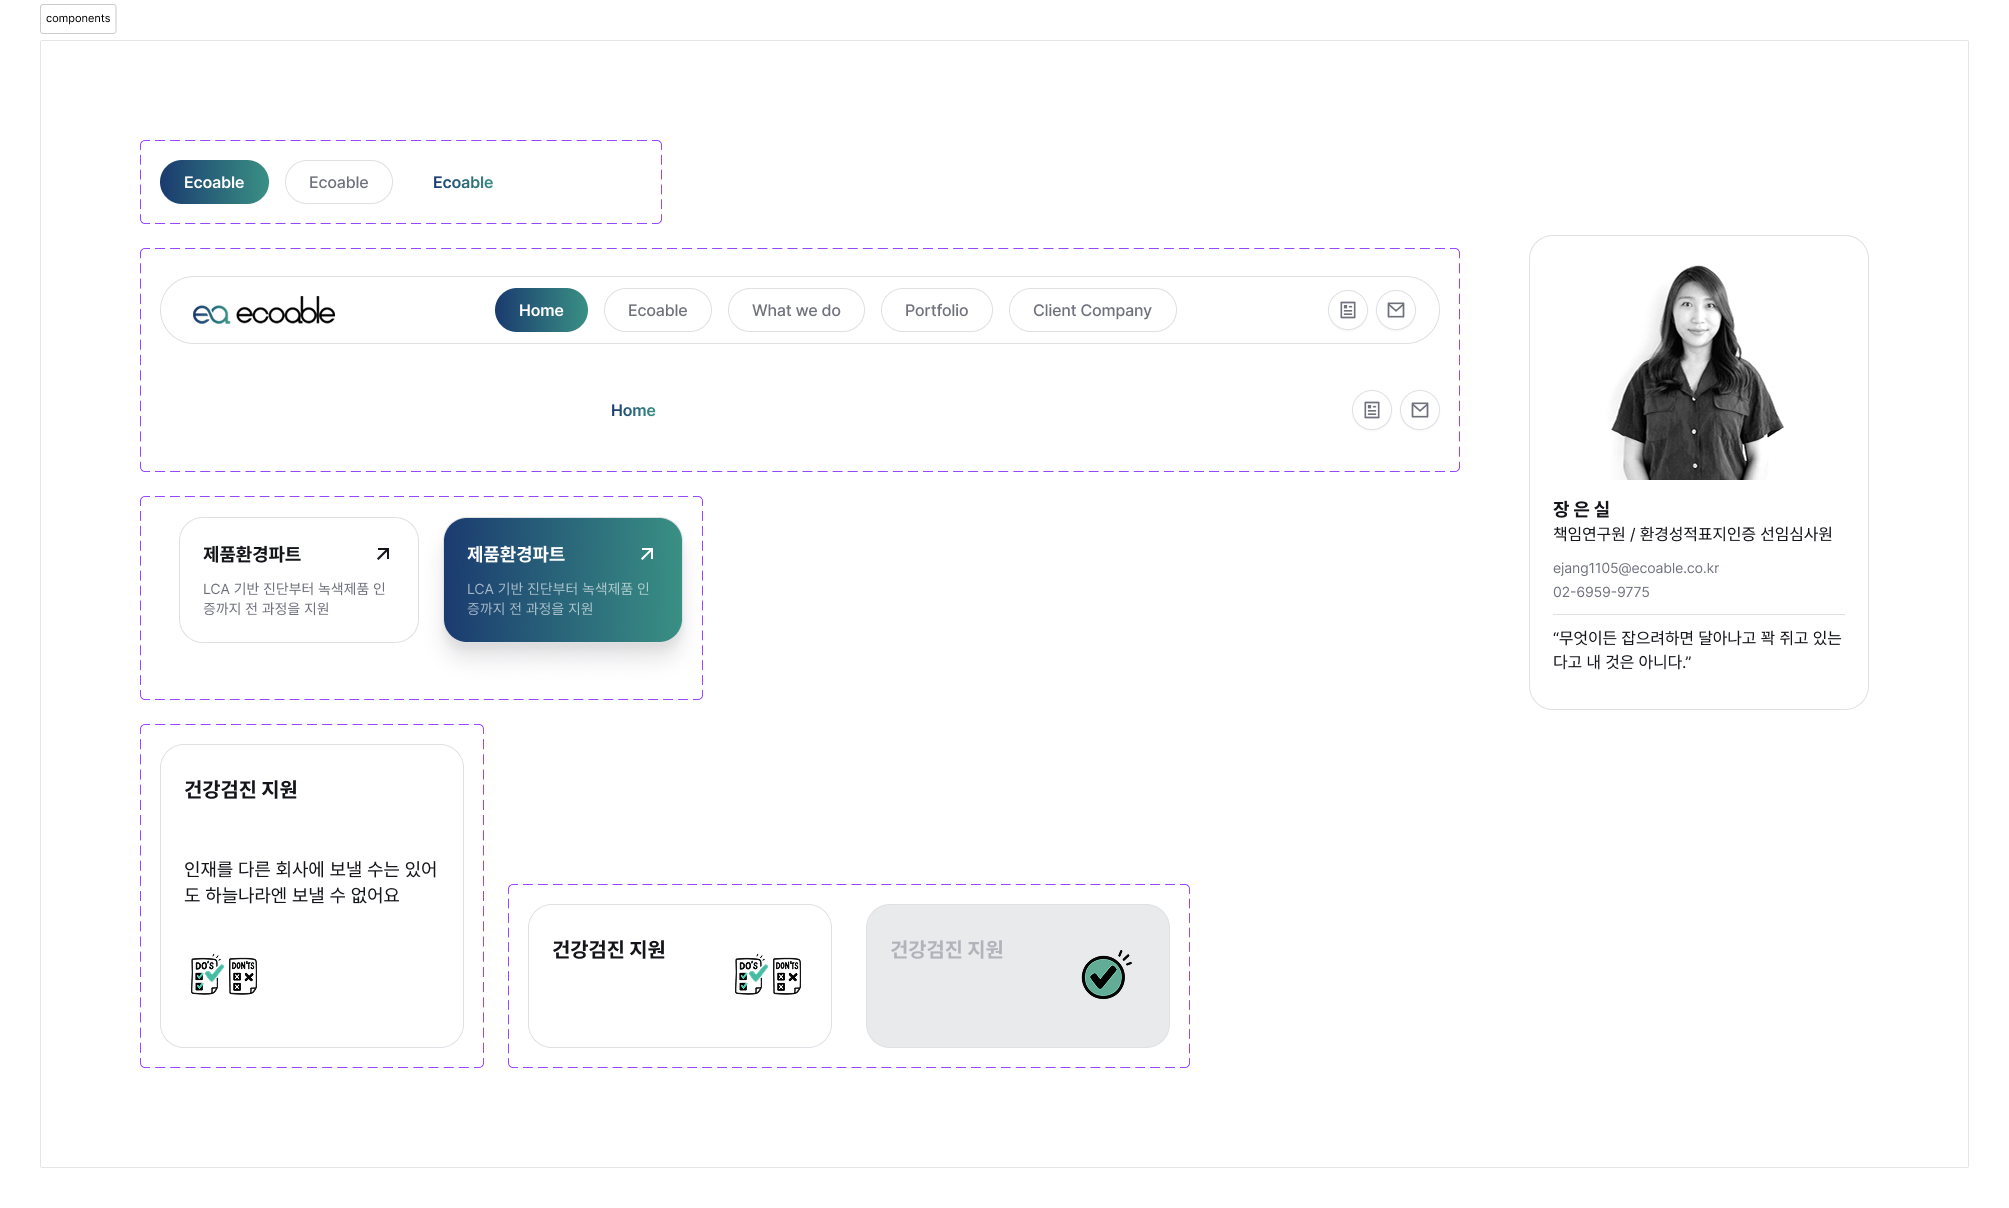 components
Ecoable
Ecoable
Ecoable
ea ecoable
Home
Ecoable
What we do
Portfolio
Client Company
Home
제품환경파트
LCA 기반 진단부터 녹색제품 인
증까지 전 과정을 지원
제품환경파트
LCA 기반 진단부터 녹색제품 인
증까지 전 과정을 지원
장 은 실
책임연구원 / 환경성적표지인증 선임심사원
ejang1105@ecoable.co.kr
02-6959-9775
“무엇이든 잡으려하면 달아나고 꽉 쥐고 있는
다고 내 것은 아니다.”
건강검진 지원
인재를 다른 회사에 보낼 수는 있어
도 하늘나라엔 보낼 수 없어요
DO'S
DON'TS
건강검진 지원
DO'S
DON'TS
건강검진 지원